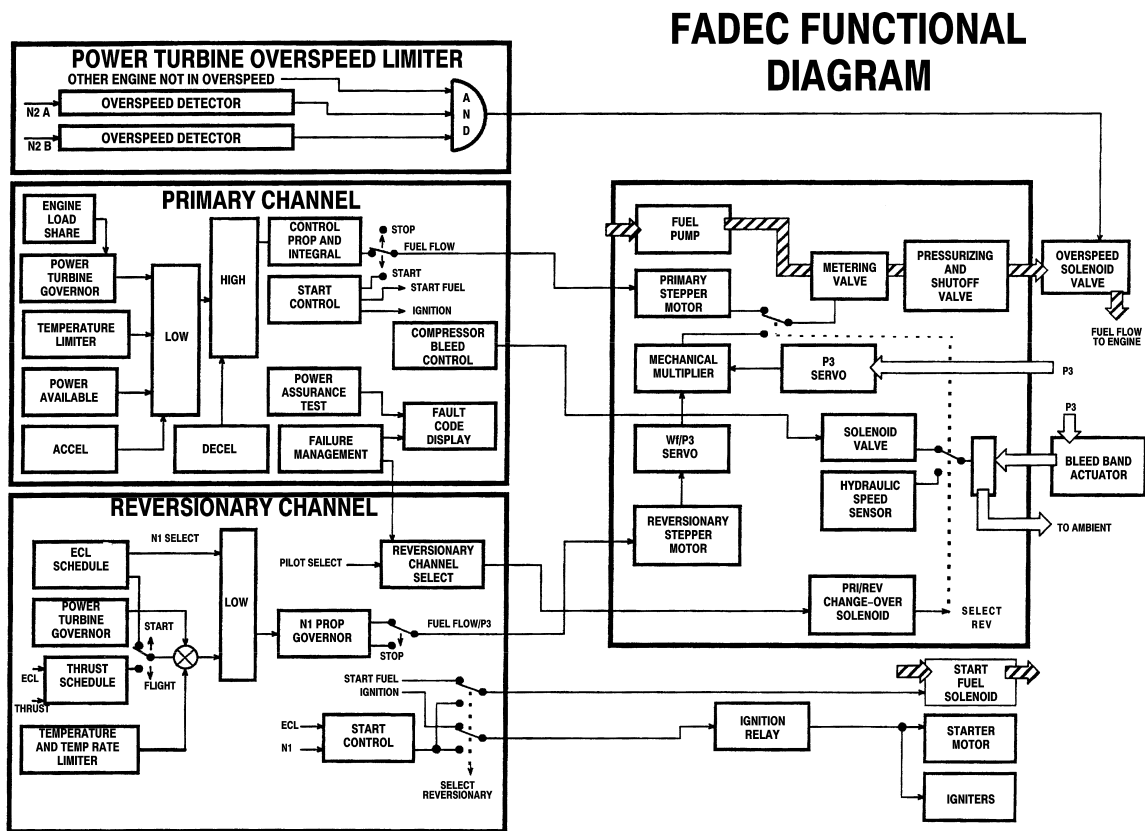 FADEC FUNCTIONAL
DIAGRAM
POWER TURBINE OVERSPEED LIMITER
OTHER ENGINE NOT IN OVERSPEED
N2 A
OVERSPEED DETECTOR
N2 B
OVERSPEED DETECTOR
A
N
D
PRIMARY CHANNEL
ENGINE
LOAD
SHARE
POWER
TURBINE
GOVERNOR
TEMPERATURE
LIMITER
POWER
AVAILABLE
ACCEL
LOW
HIGH
DECEL
CONTROL
PROP AND
INTEGRAL
STOP
FUEL FLOW
START
START
CONTROL
START FUEL
IGNITION
COMPRESSOR
BLEED
CONTROL
POWER
ASSURANCE
TEST
FAULT
CODE
DISPLAY
FAILURE
MANAGEMENT
REVERSIONARY CHANNEL
ECL
SCHEDULE
N1 SELECT
POWER
TURBINE
GOVERNOR
START
FLIGHT
ECL
THRUST
THRUST
SCHEDULE
TEMPERATURE
AND TEMP RATE
LIMITER
LOW
PILOT SELECT
REVERSIONARY
CHANNEL
SELECT
N1 PROP
GOVERNOR
FUEL FLOW/P3
STOP
START FUEL
IGNITION
ECL
N1
START
CONTROL
SELECT
REVERSIONARY
FUEL
PUMP
PRIMARY
STEPPER
MOTOR
METERING
VALVE
PRESSURIZING
AND
SHUTOFF
VALVE
OVERSPEED
SOLENOID
VALVE
FUEL FLOW
TO ENGINE
MECHANICAL
MULTIPLIER
P3
SERVO
P3
Wf/P3
SERVO
SOLENOID
VALVE
P3
BLEED BAND
ACTUATOR
HYDRAULIC
SPEED
SENSOR
TO AMBIENT
REVERSIONARY
STEPPER
MOTOR
PRI/REV
CHANGE-OVER
SOLENOID
SELECT
REV
START
FUEL
SOLENOID
IGNITION
RELAY
STARTER
MOTOR
IGNITERS